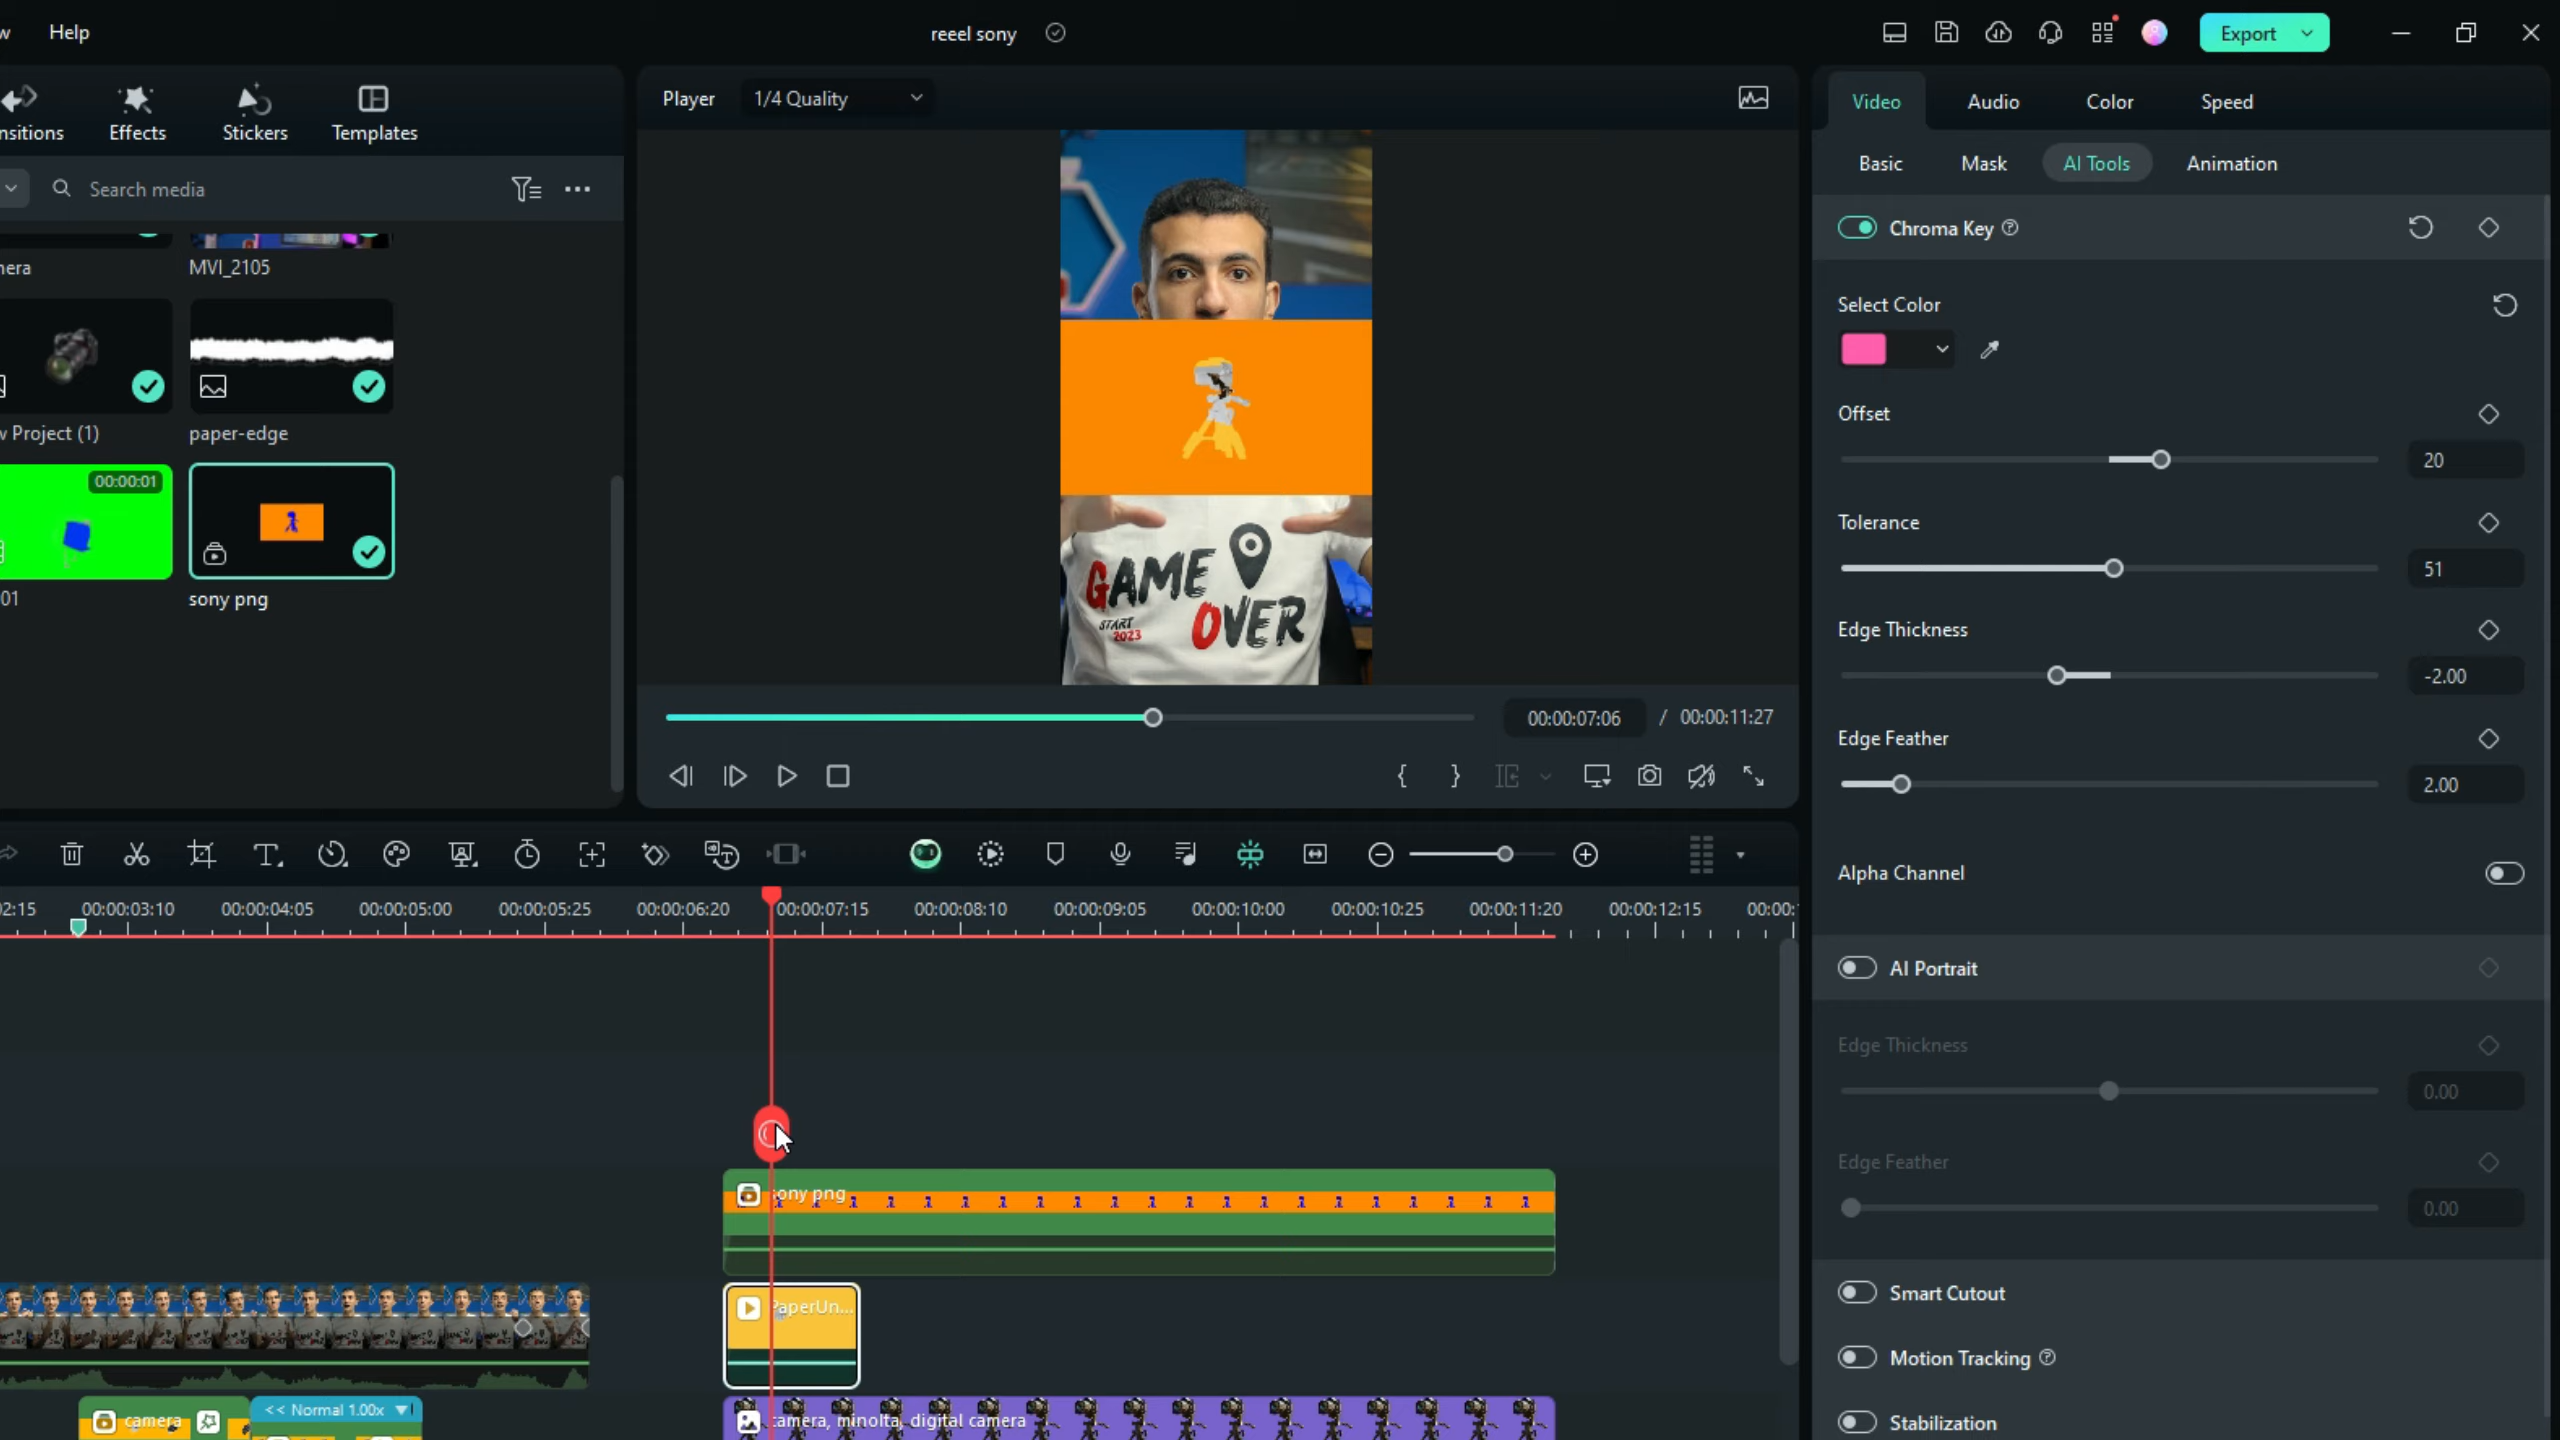 Help
reeel sony
Export
Effects
Stickers
Templates
Search media
MVI_2105
paper-edge
00:00:01
01
sony png
Player
1/4 Quality
GAME
OVER
START
2023
00:00:07:06 / 00:00:11:27
Video
Audio
Color
Speed
Basic
Mask
AI Tools
Animation
Chroma Key
Select Color
Offset
20
Tolerance
51
Edge Thickness
-2.00
Edge Feather
2.00
Alpha Channel
AI Portrait
Edge Thickness
0.00
Edge Feather
0.00
Smart Cutout
Motion Tracking
Stabilization
02:15
00:00:03:10
00:00:04:05
00:00:05:00
00:00:05:25
00:00:06:20
00:00:07:15
00:00:08:10
00:00:09:05
00:00:10:00
00:00:10:25
00:00:11:20
00:00:12:15
00:00:
sony png
PaperUn...
camera
<< Normal 1.00x
camera, minolta, digital camera